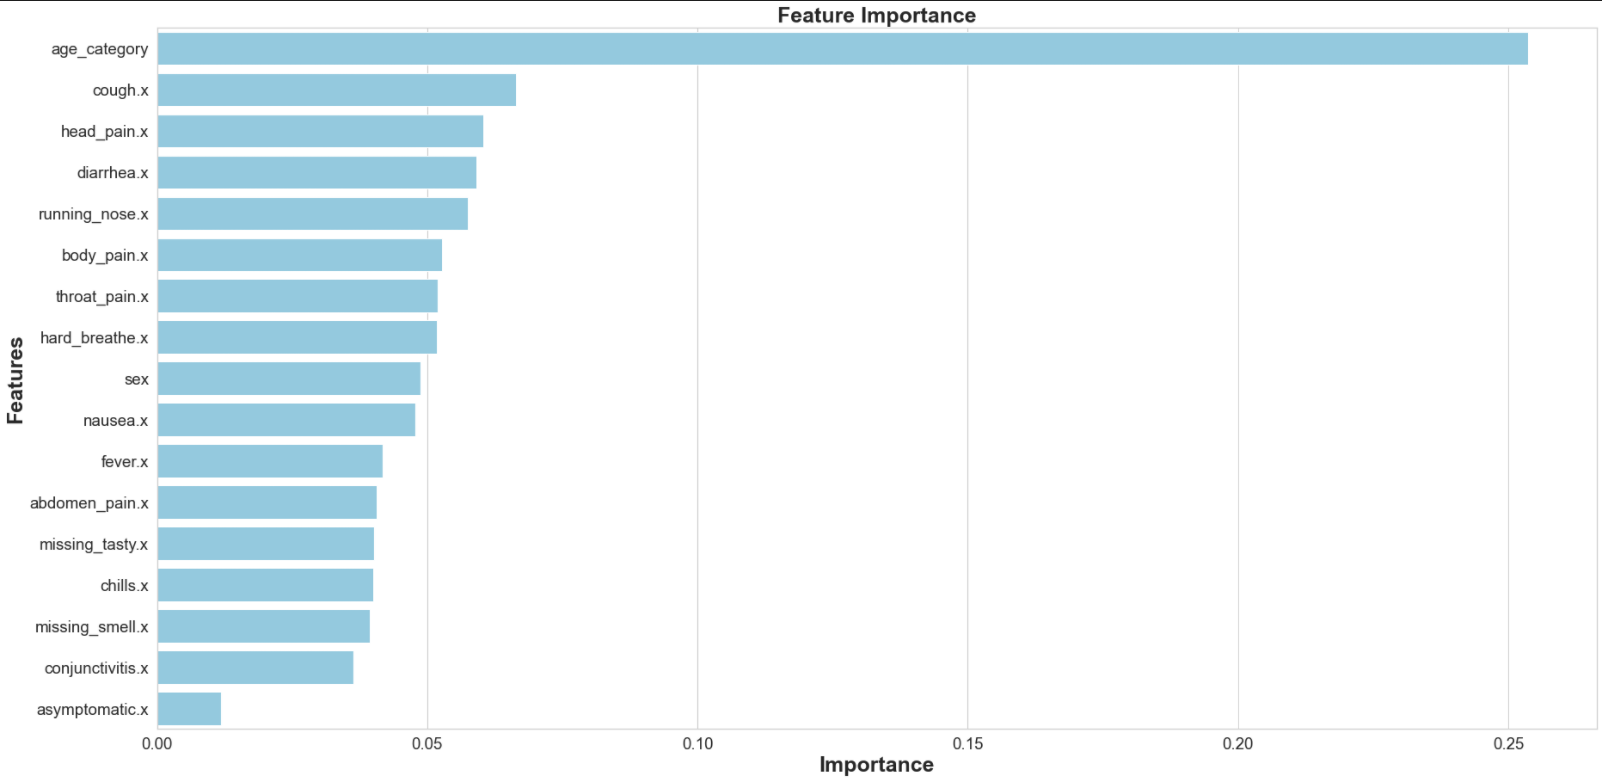 Feature Importance
age_category
cough.x
head_pain.x
diarrhea.x
running_nose.x
body_pain.x
throat_pain.x
hard_breathe.x
sex
nausea.x
fever.x
abdomen_pain.x
missing_tasty.x
chills.x
missing_smell.x
conjunctivitis.x
asymptomatic.x
Features
0.00 0.05 0.10 0.15 0.20 0.25
Importance